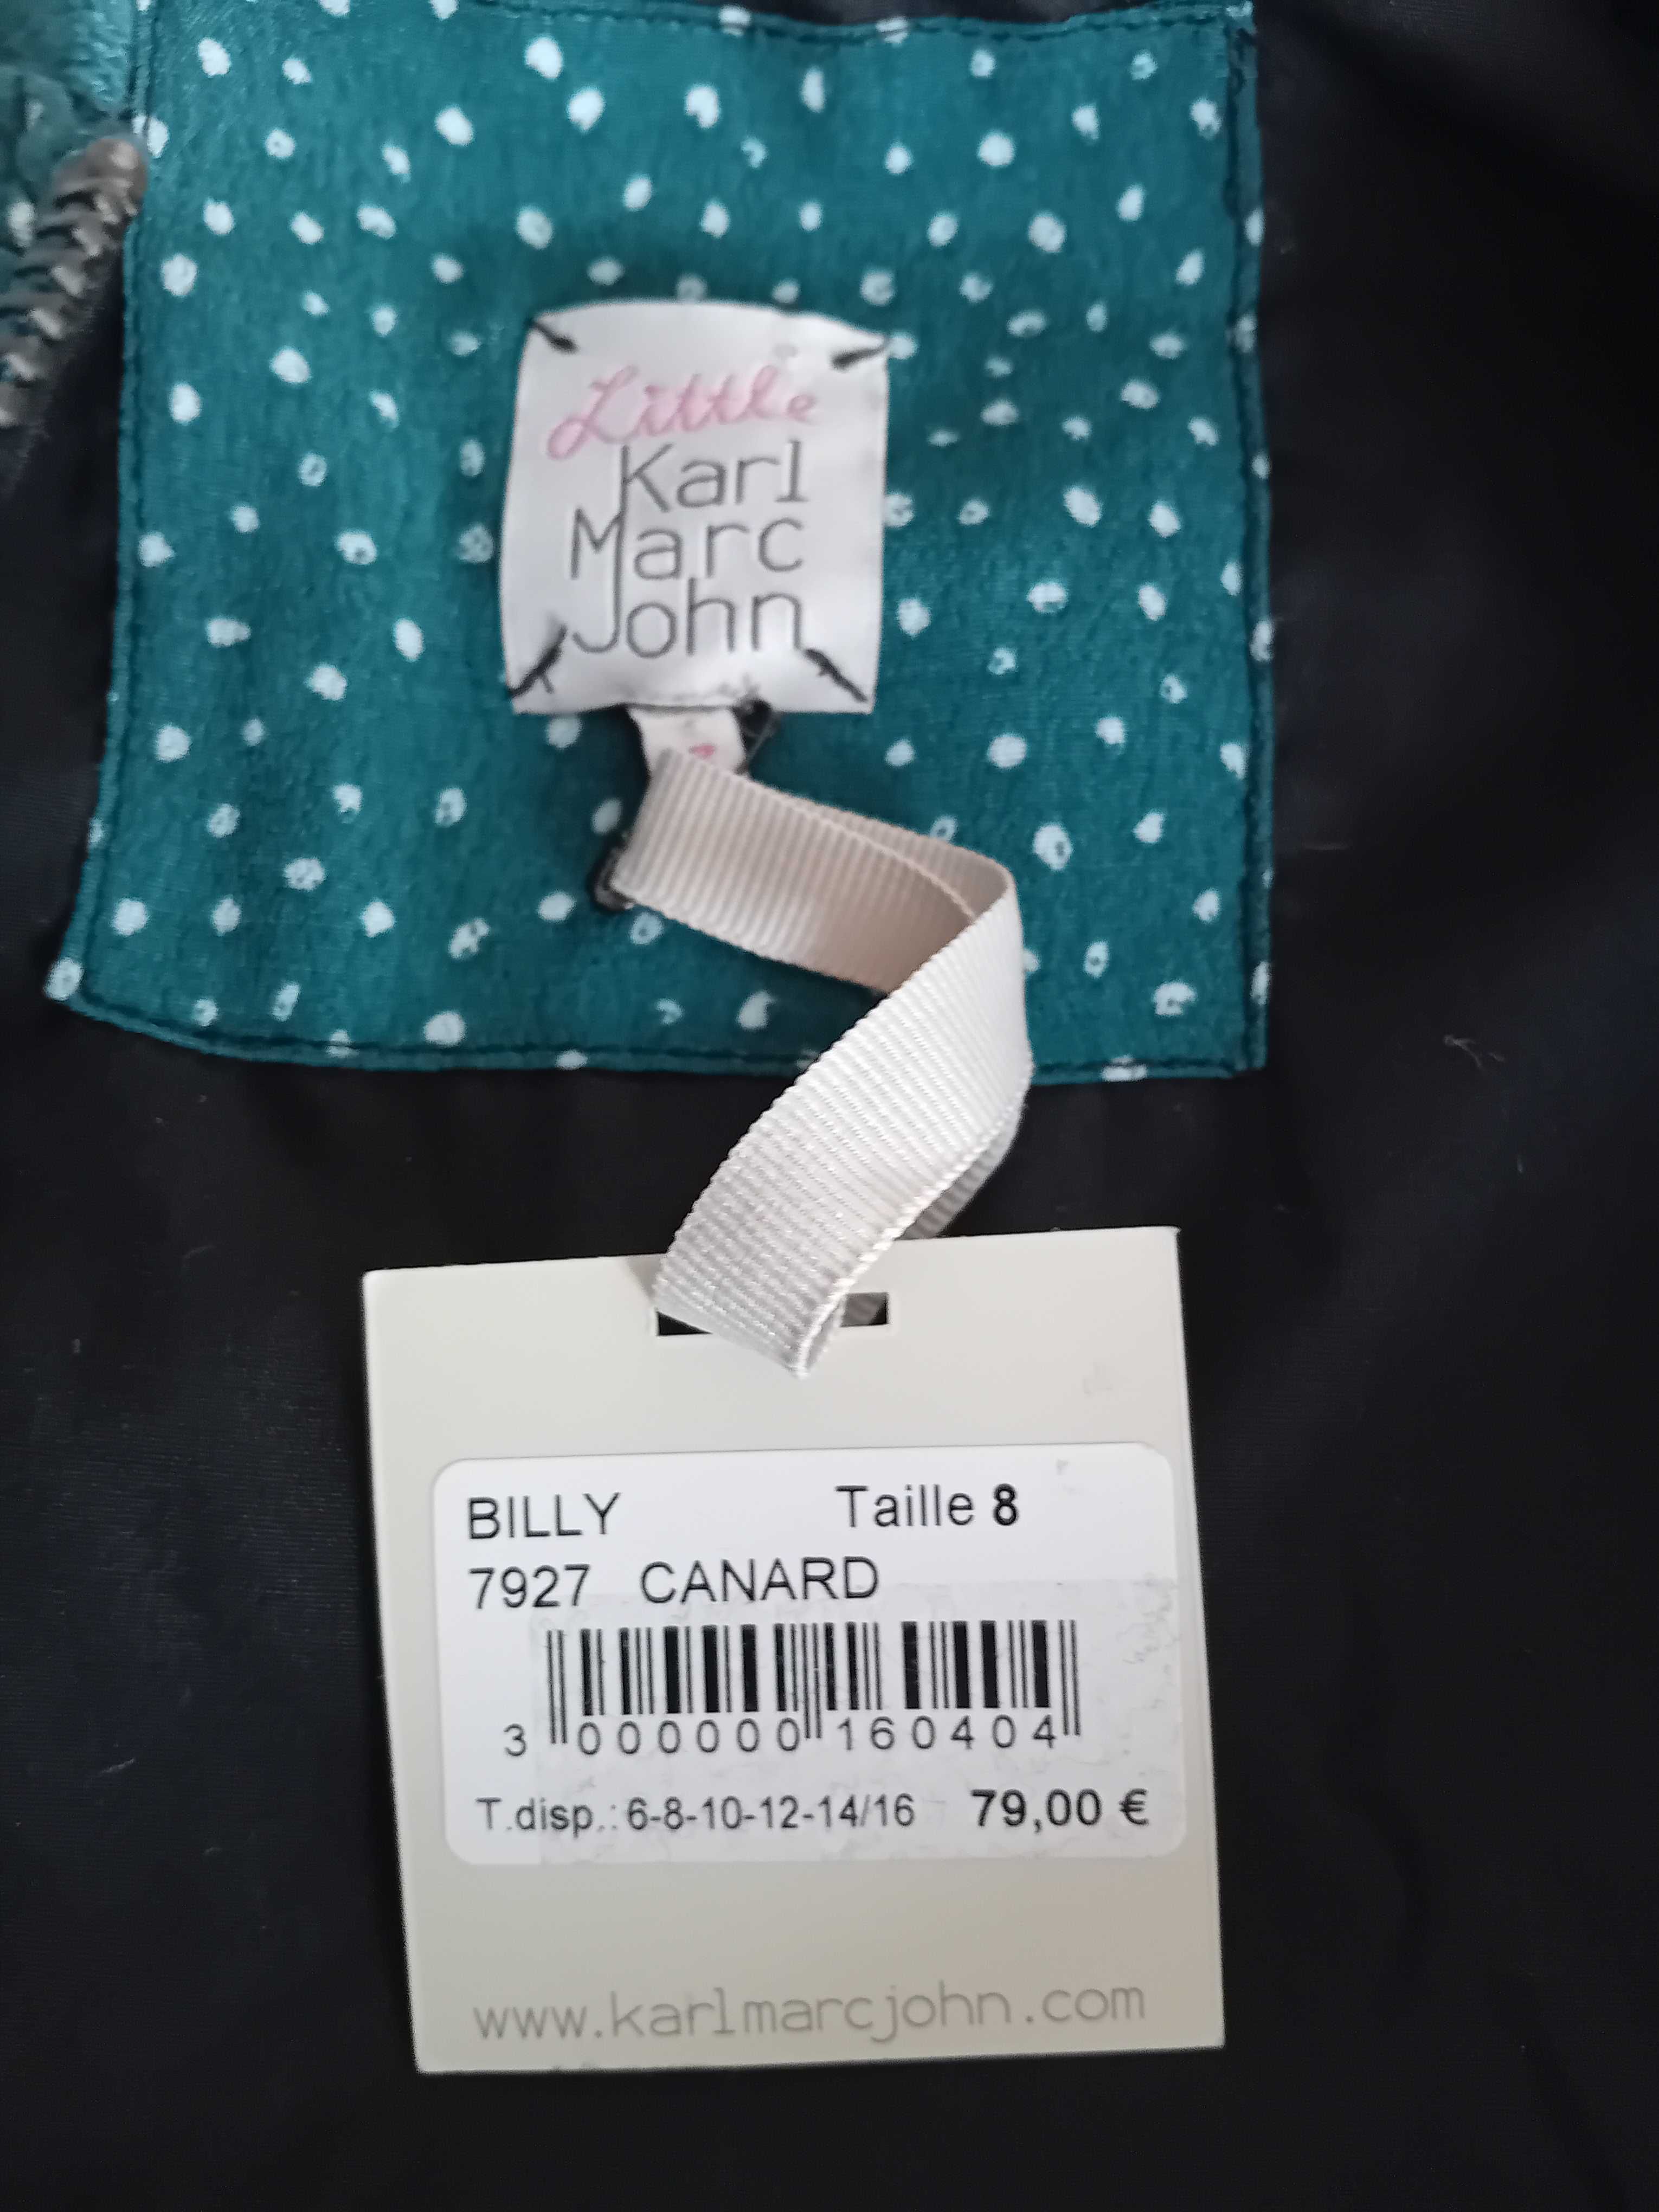 Little
Karl
Marc
John
BILLY Taille 8
7927 CANARD
3 000000 160404
T.disp.: 6-8-10-12-14/16 79,00 €
www.karlmarcjohn.com